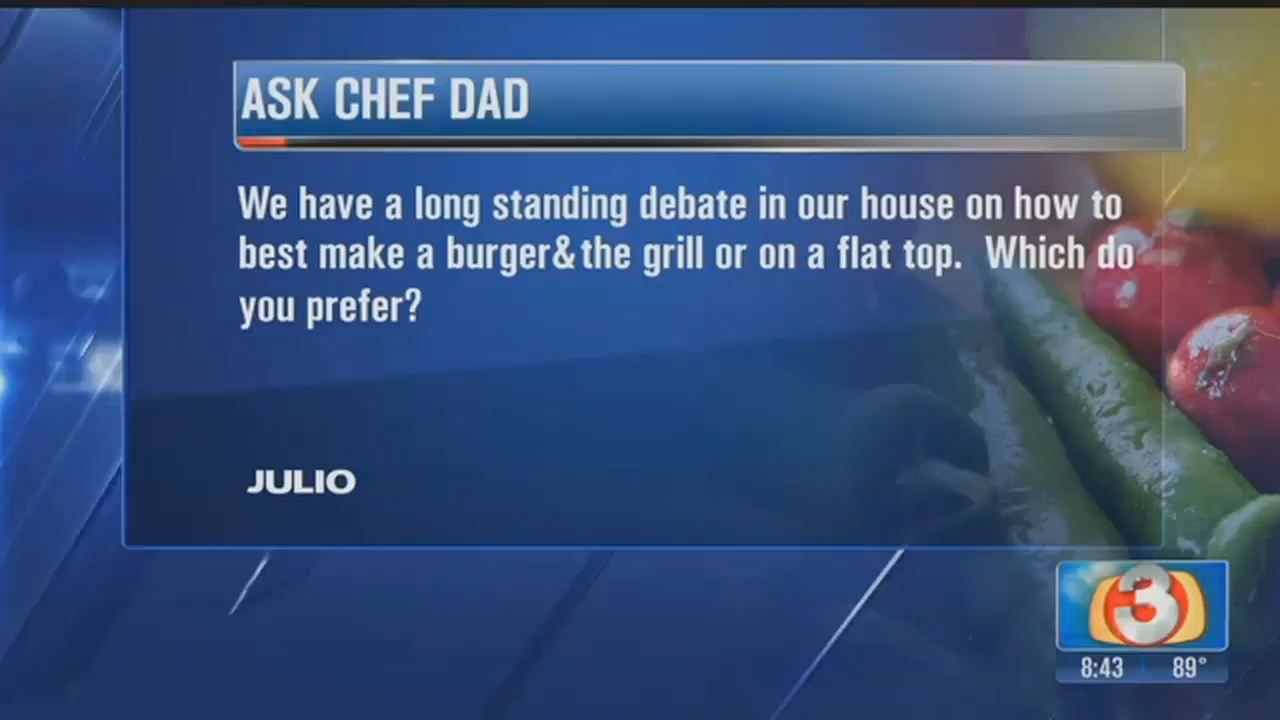 ASK CHEF DAD
We have a long standing debate in our house on how to
best make a burger&the grill or on a flat top.  Which do
you prefer?
JULIO
3
8:43 89°